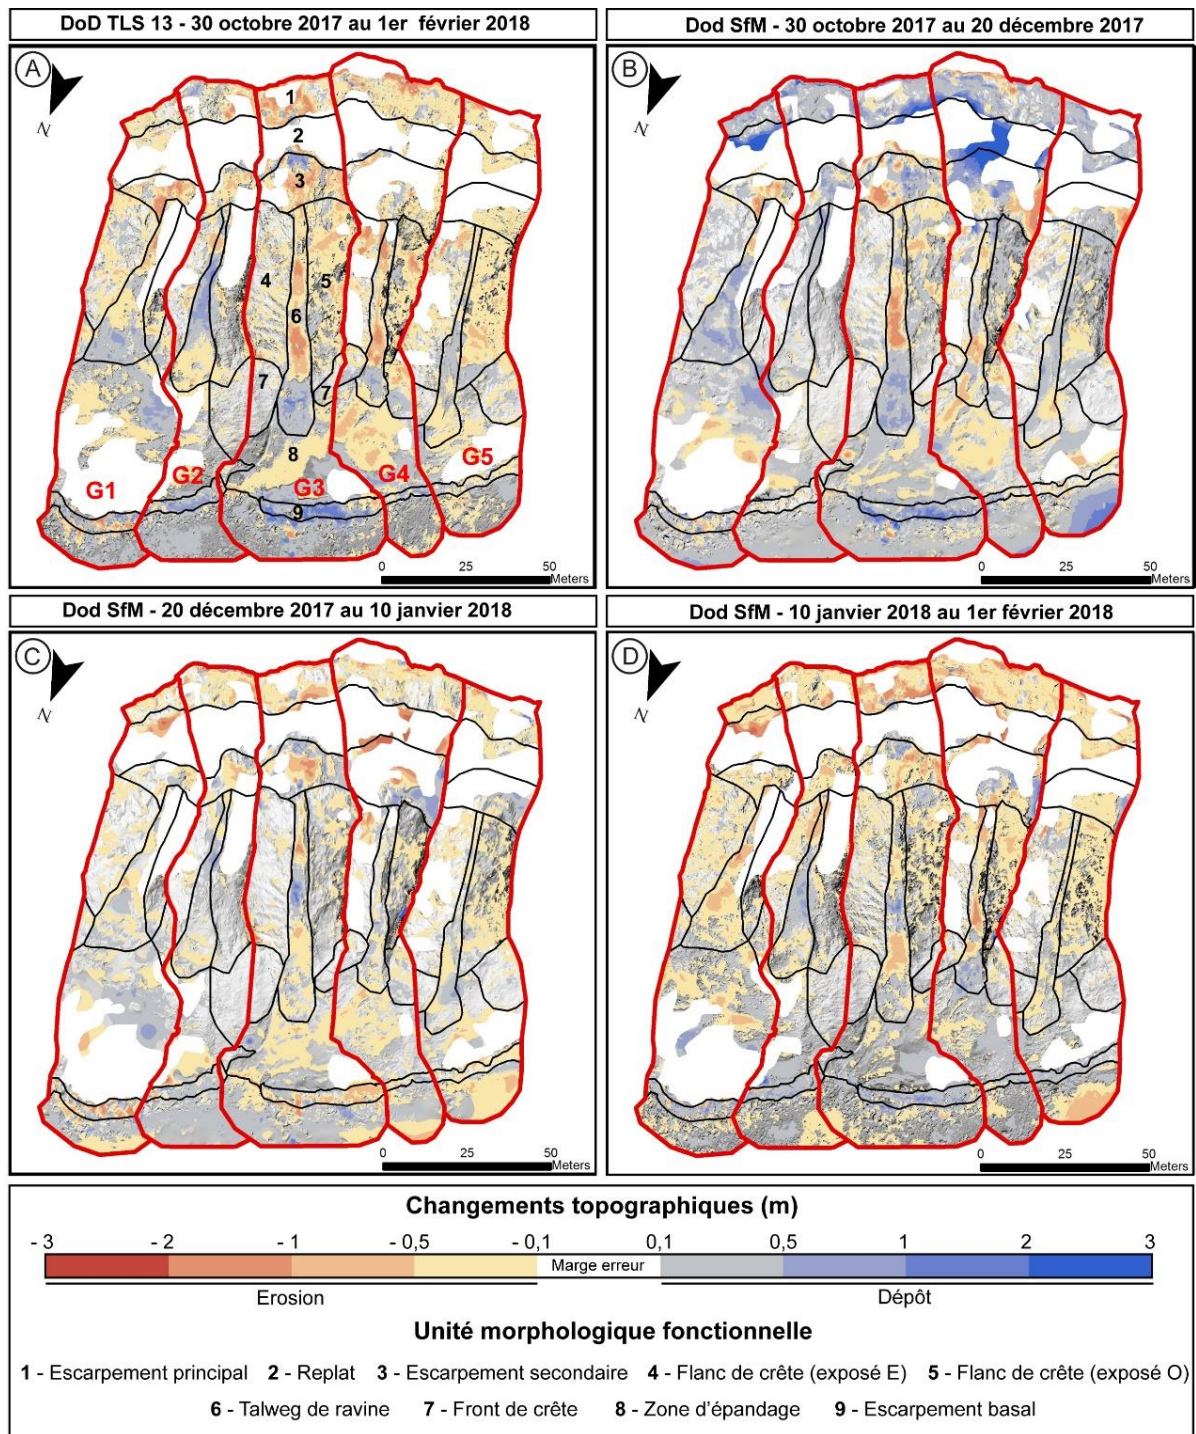 DoD TLS 13 - 30 octobre 2017 au 1er février 2018
Dod SfM - 30 octobre 2017 au 20 décembre 2017
A
N
1
2
3
4
5
6
7
7
8
9
G1
G2
G3
G4
G5
0 25 50
Meters
B
N
0 25 50
Meters
Dod SfM - 20 décembre 2017 au 10 janvier 2018
Dod SfM - 10 janvier 2018 au 1er février 2018
C
N
0 25 50
Meters
D
N
0 25 50
Meters
Changements topographiques (m)
- 3 - 2 - 1 - 0,5 - 0,1 0,1 0,5 1 2 3
Marge erreur
Erosion Dépôt
Unité morphologique fonctionnelle
1 - Escarpement principal 2 - Replat 3 - Escarpement secondaire 4 - Flanc de crête (exposé E) 5 - Flanc de crête (exposé O)
6 - Talweg de ravine 7 - Front de crête 8 - Zone d'épandage 9 - Escarpement basal